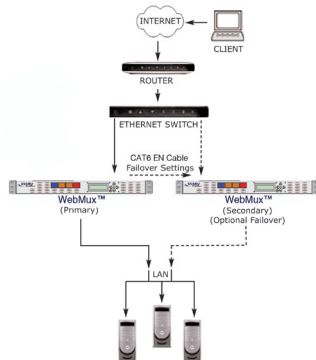 INTERNET
CLIENT
ROUTER
ETHERNET SWITCH
CAT6 EN Cable
Failover Settings
WebMux™
(Primary)
WebMux™
(Secondary)
(Optional Failover)
LAN